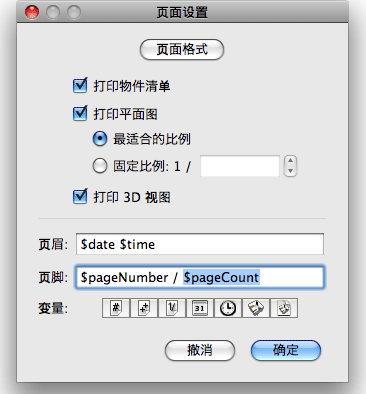 页面设置
页面格式
打印物件清单
打印平面图
最适合的比例
固定比例: 1 /
打印 3D 视图
页眉: $date $time
页脚: $pageNumber / $pageCount
变量: # 31
撤消 确定